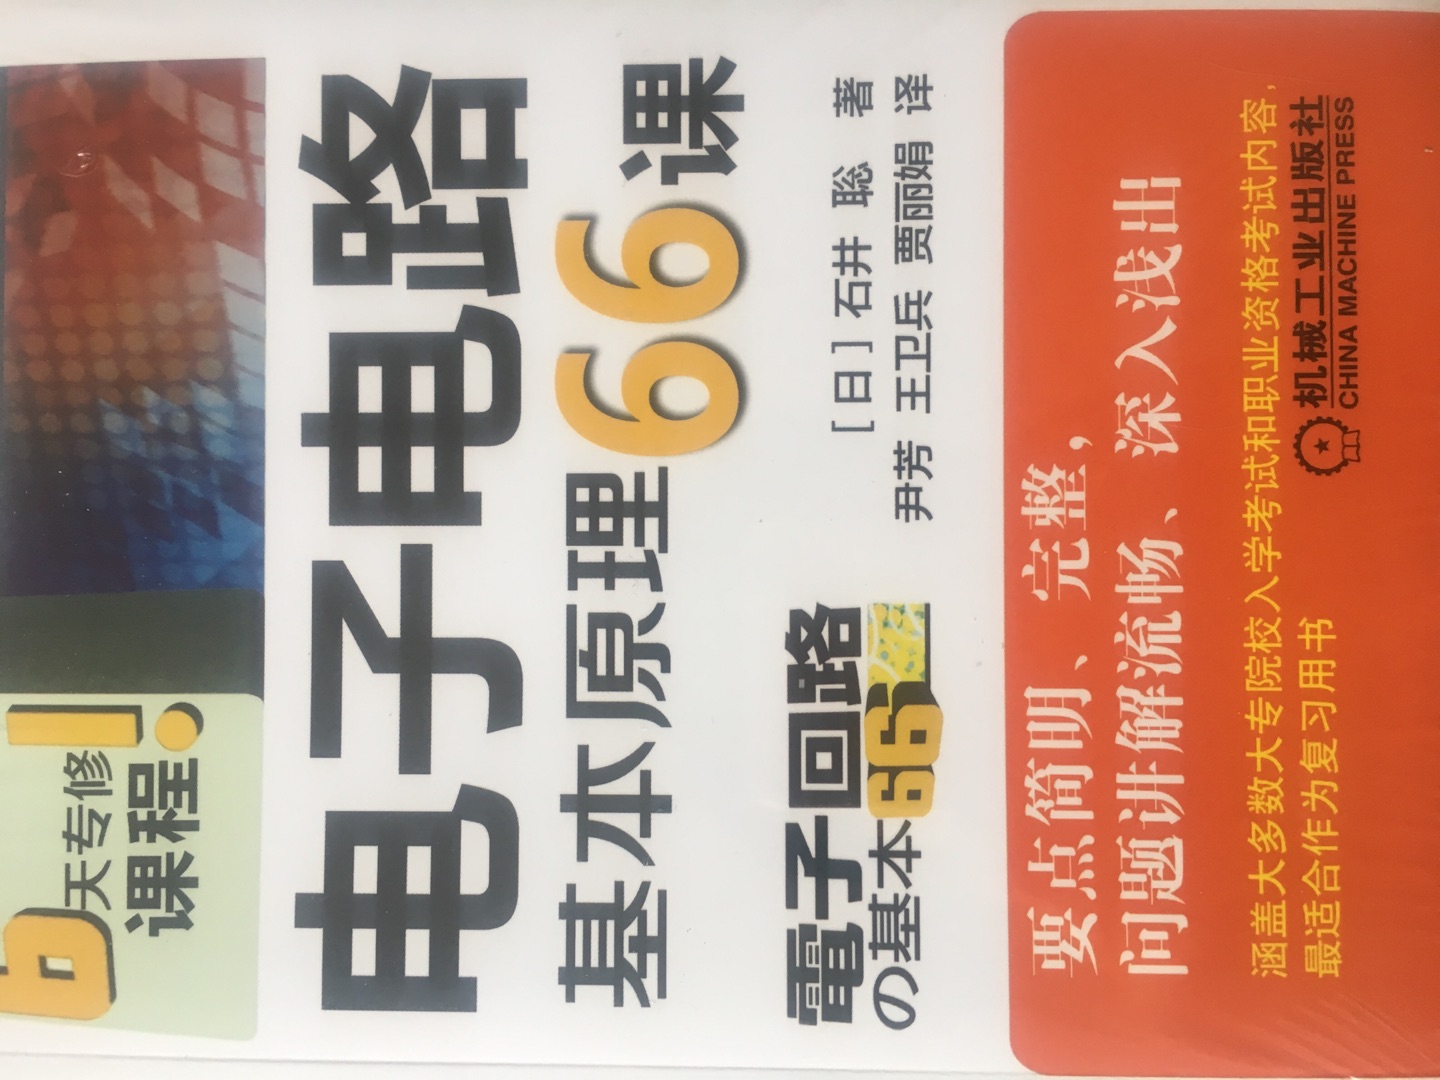 6天专修
课程!
电子电路
基本原理66课
電子回路
の基本66
[日]石井 聪 著
尹芳 王卫兵 贾丽娟 译
要点简明、完整,
问题讲解流畅、深入浅出
涵盖大多数大专院校入学考试和职业资格考试内容,
最适合作为复习用书
机械工业出版社
CHINA MACHINE PRESS